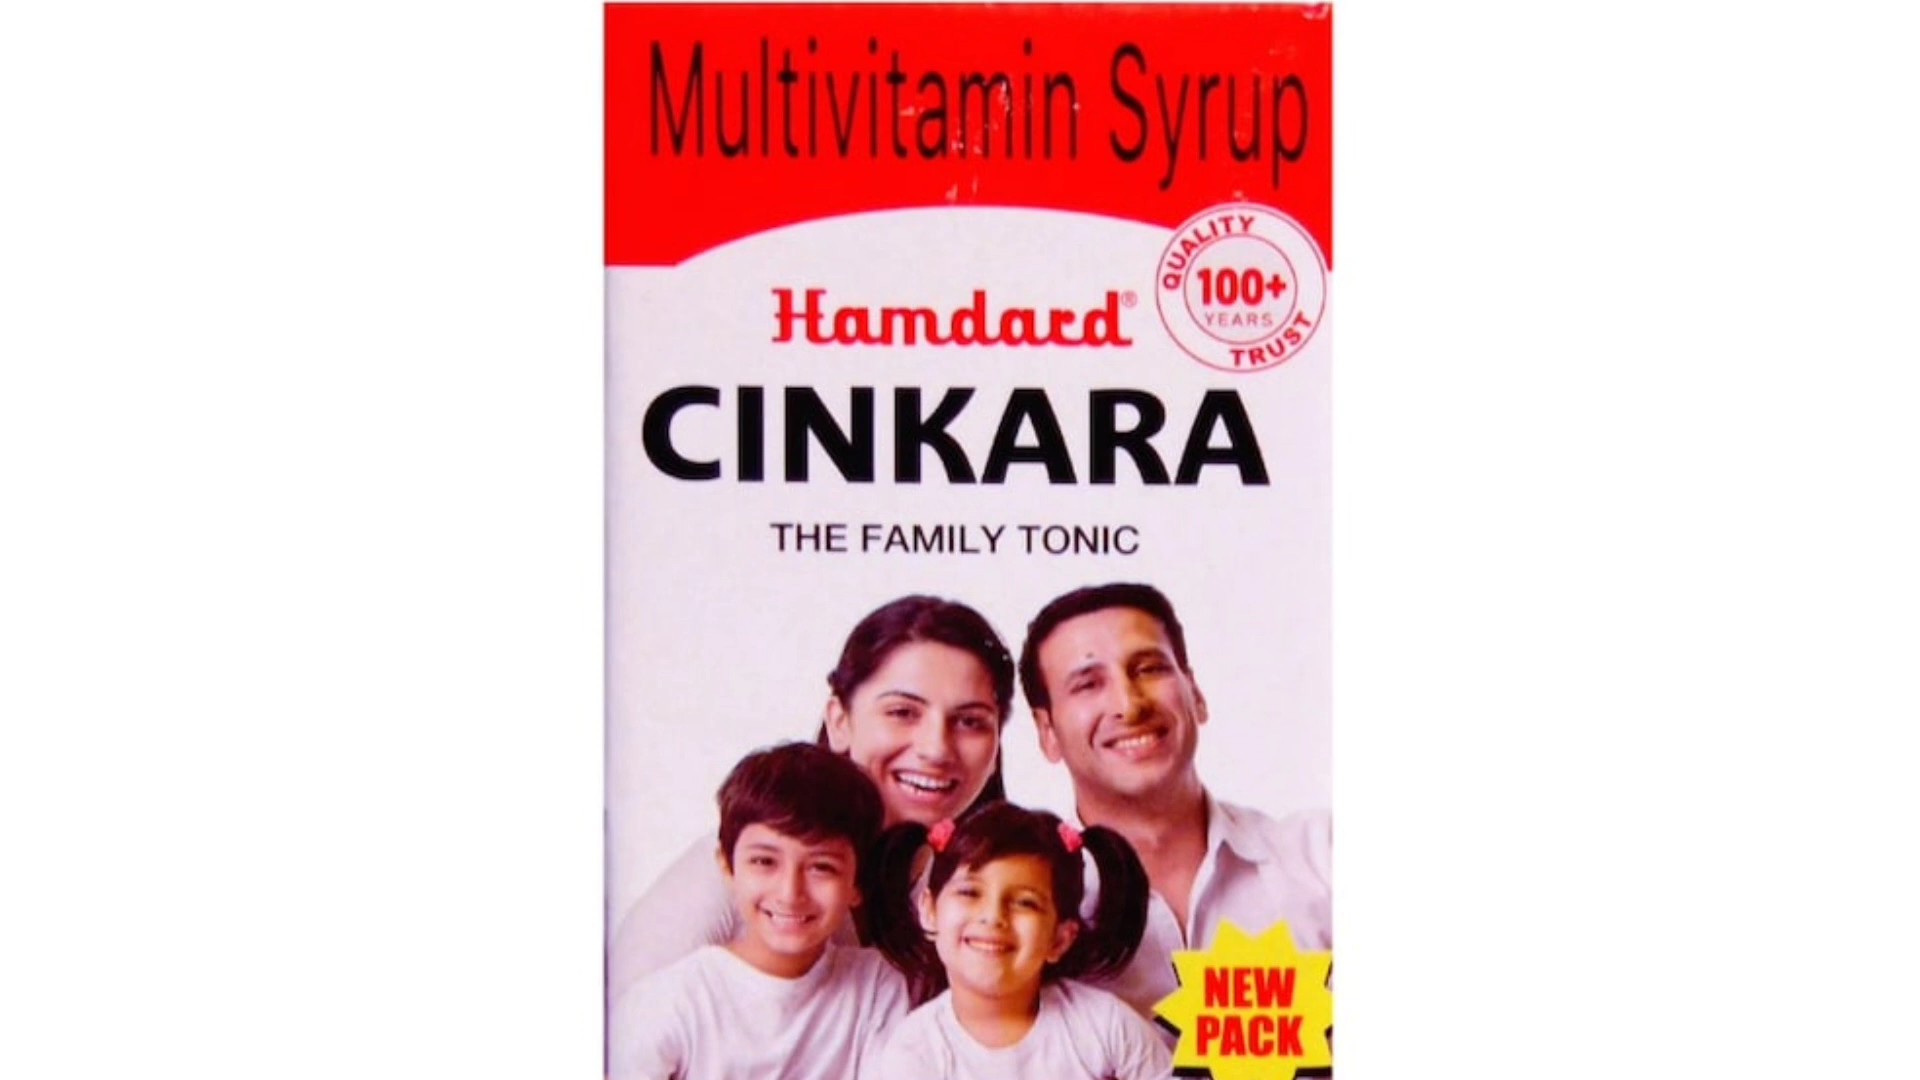 Multivitamin Syrup
QUALITY
100+
YEARS
TRUST
Hamdard®
CINKARA
THE FAMILY TONIC
NEW
PACK